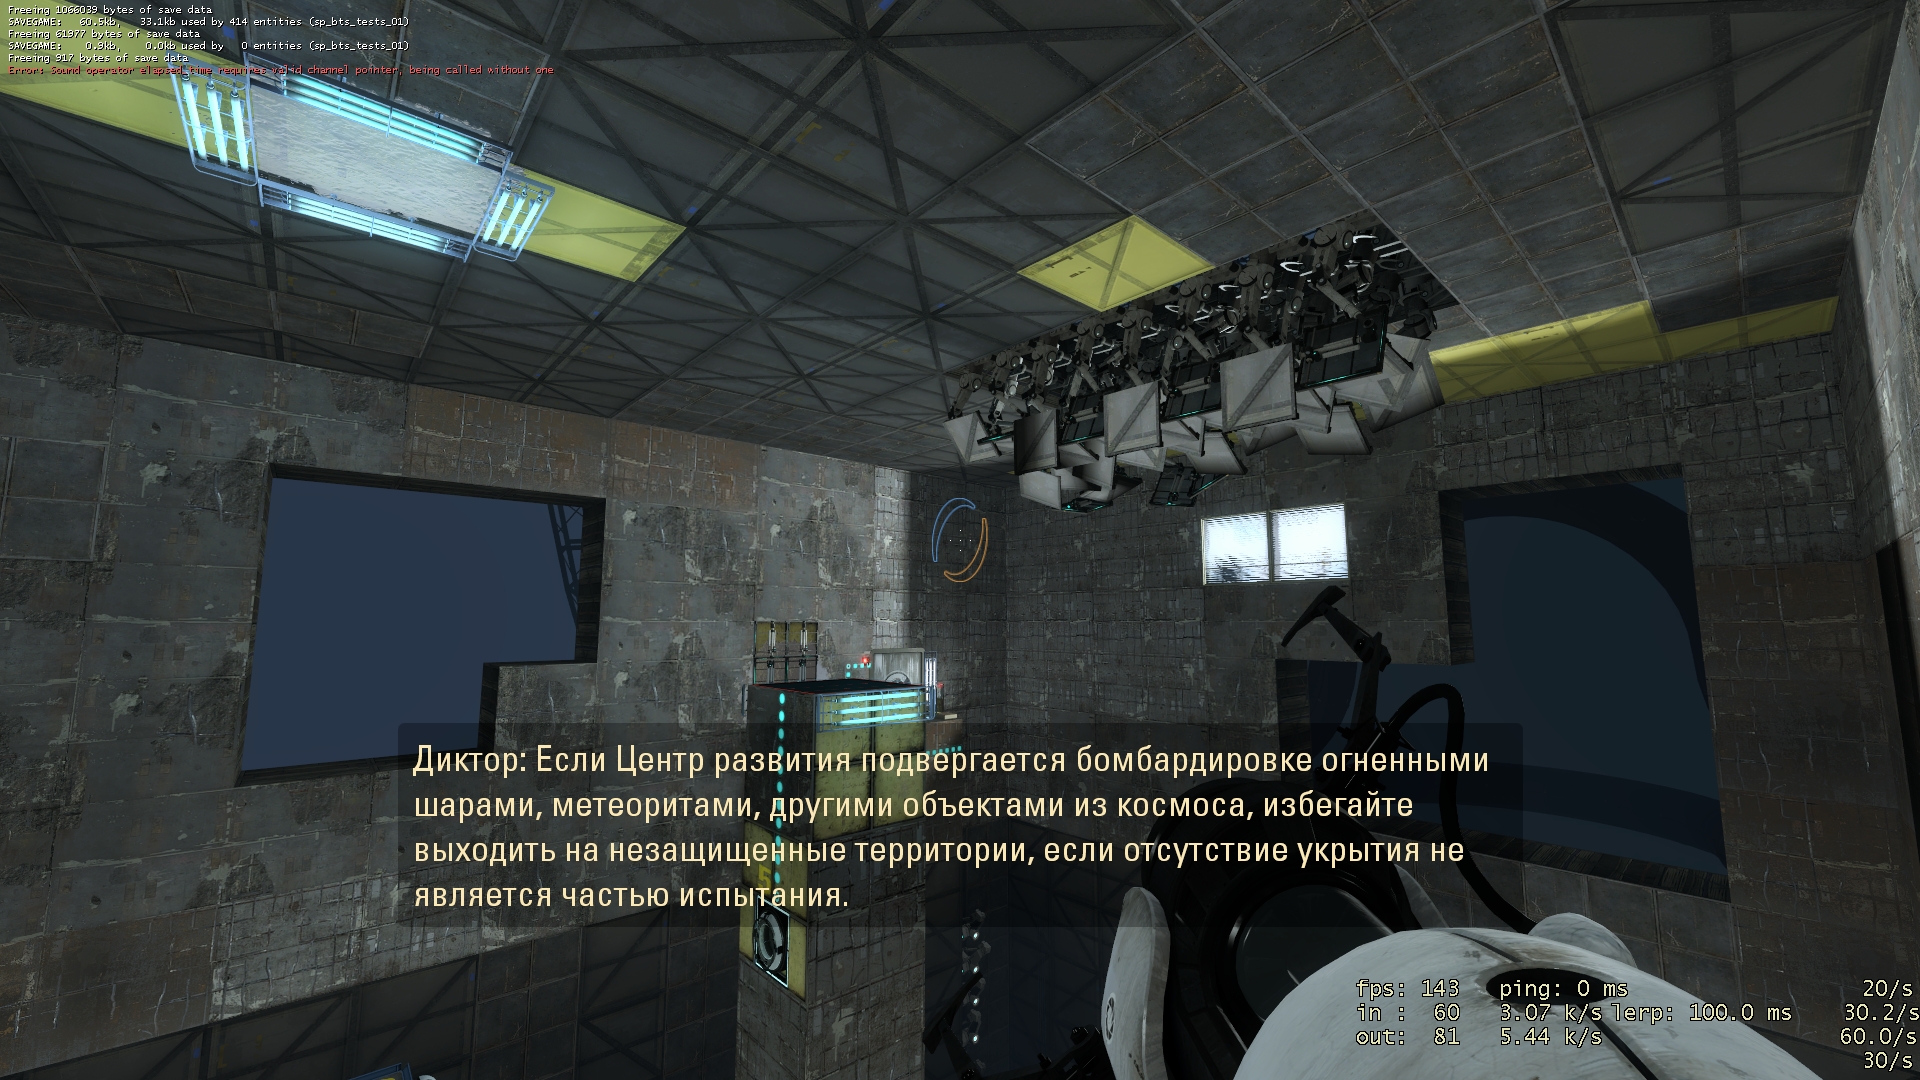 Freeing 1066039 bytes of save data
SAVEGAME:   60.5kb,    33.1kb used by 414 entities (sp_bts_tests_01)
Freeing 61977 bytes of save data
SAVEGAME:    0.9kb,     0.0kb used by   0 entities (sp_bts_tests_01)
Freeing 917 bytes of save data
Error: Sound operator elapsed_time requires valid channel pointer, being called without one
Диктор: Если Центр развития подвергается бомбардировке огненными
шарами, метеоритами, другими объектами из космоса, избегайте
выходить на незащищенные территории, если отсутствие укрытия не
является частью испытания.
5
fps: 143 ping: 0 ms 20/s
in : 60 3.07 k/s lerp: 100.0 ms 30.2/s
out: 81 5.44 k/s 60.0/s
30/s